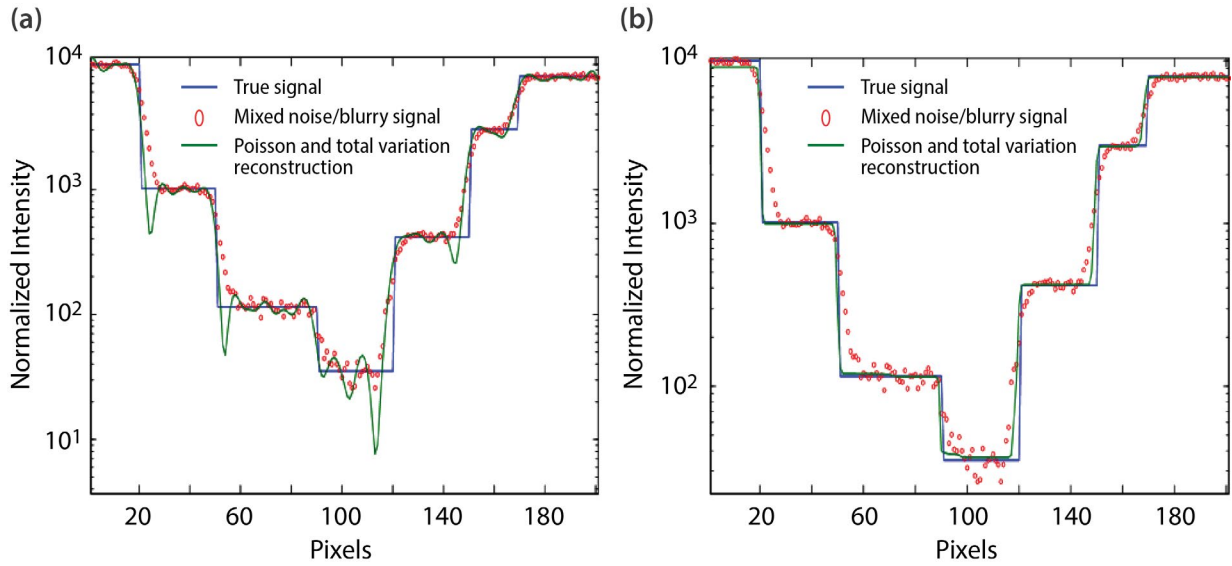 (a)
10⁴
10³
10²
10¹
Normalized Intensity
True signal
Mixed noise/blurry signal
Poisson and total variation
reconstruction
20 60 100 140 180
Pixels
(b)
10⁴
10³
10²
Normalized Intensity
True signal
Mixed noise/blurry signal
Poisson and total variation
reconstruction
20 60 100 140 180
Pixels